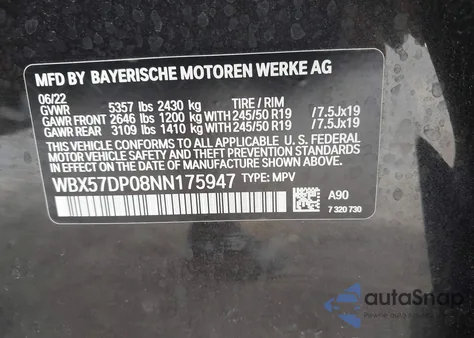 MFD BY BAYERISCHE MOTOREN WERKE AG
06/22
GVWR 5357 lbs 2430 kg TIRE / RIM
GAWR FRONT 2646 lbs 1200 kg WITH 245/50 R19 /7.5Jx19
GAWR REAR 3109 lbs 1410 kg WITH 245/50 R19 /7.5Jx19
THIS VEHICLE CONFORMS TO ALL APPLICABLE
U. S. FEDERAL MOTOR VEHICLE SAFETY,
BUMPER, AND THEFT PREVENTION STANDARDS
IN EFFECT ON THE DATE OF MANUFACTURE
SHOWN ABOVE.
WBX57DP08NN175947 TYPE: MPV
A90
7 320 730
autoSnap